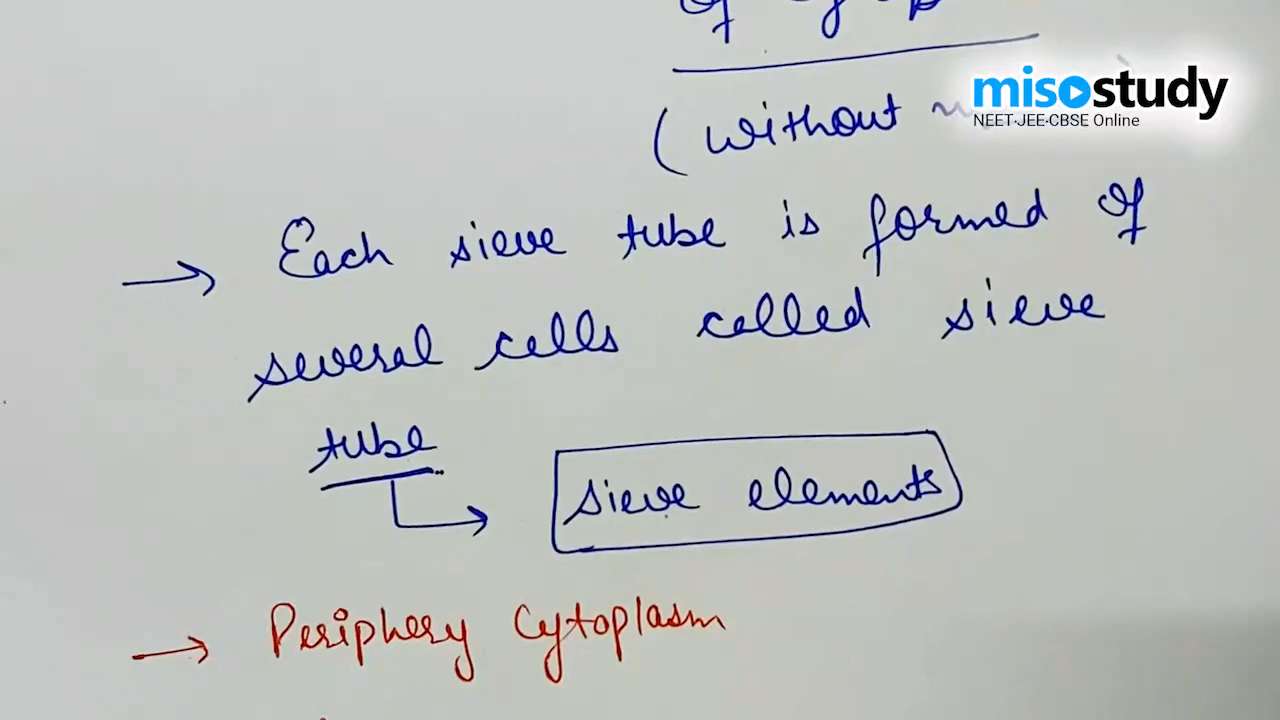 of
misostudy
NEET·JEE·CBSE Online
(without
→ Each sieve tube is formed of
several cells called sieve
tube
sieve elements
→ Periphery Cytoplasm